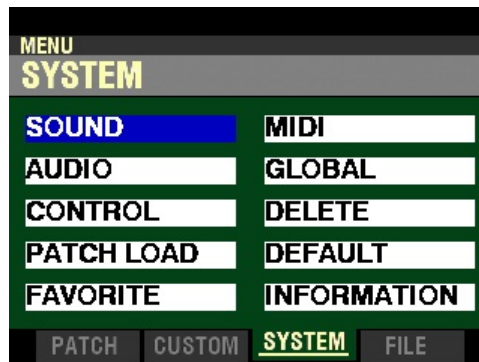 MENU
SYSTEM
SOUND
MIDI
AUDIO
GLOBAL
CONTROL
DELETE
PATCH LOAD
DEFAULT
FAVORITE
INFORMATION
PATCH CUSTOM SYSTEM FILE